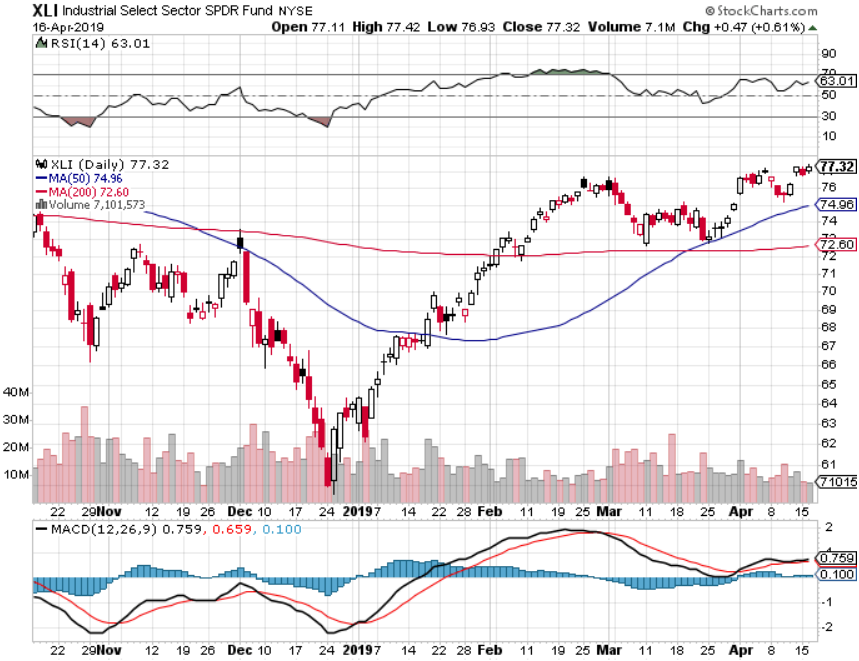 XLI Industrial Select Sector SPDR Fund NYSE © StockCharts.com
16-Apr-2019 Open 77.11 High 77.42 Low 76.93 Close 77.32 Volume 7.1M Chg +0.47 (+0.61%) ▲
RSI(14) 63.01
90
70
63.01
50
30
10
XLI (Daily) 77.32
MA(50) 74.96
MA(200) 72.60
Volume 7,101,573
77.32
76
74.96
74
72.60
72
71
70
69
68
67
66
65
64
63
62
61
40M
30M
20M
10M
71015
22 29 Nov 12 19 26 Dec 10 17 24 2019 7 14 22 28 Feb 11 19 25 Mar 11 18 25 Apr 8 15
MACD(12,26,9) 0.759, 0.659, 0.100
2
0.759
0.100
-1
-2
22 29 Nov 12 19 26 Dec 10 17 24 2019 7 14 22 28 Feb 11 19 25 Mar 11 18 25 Apr 8 15